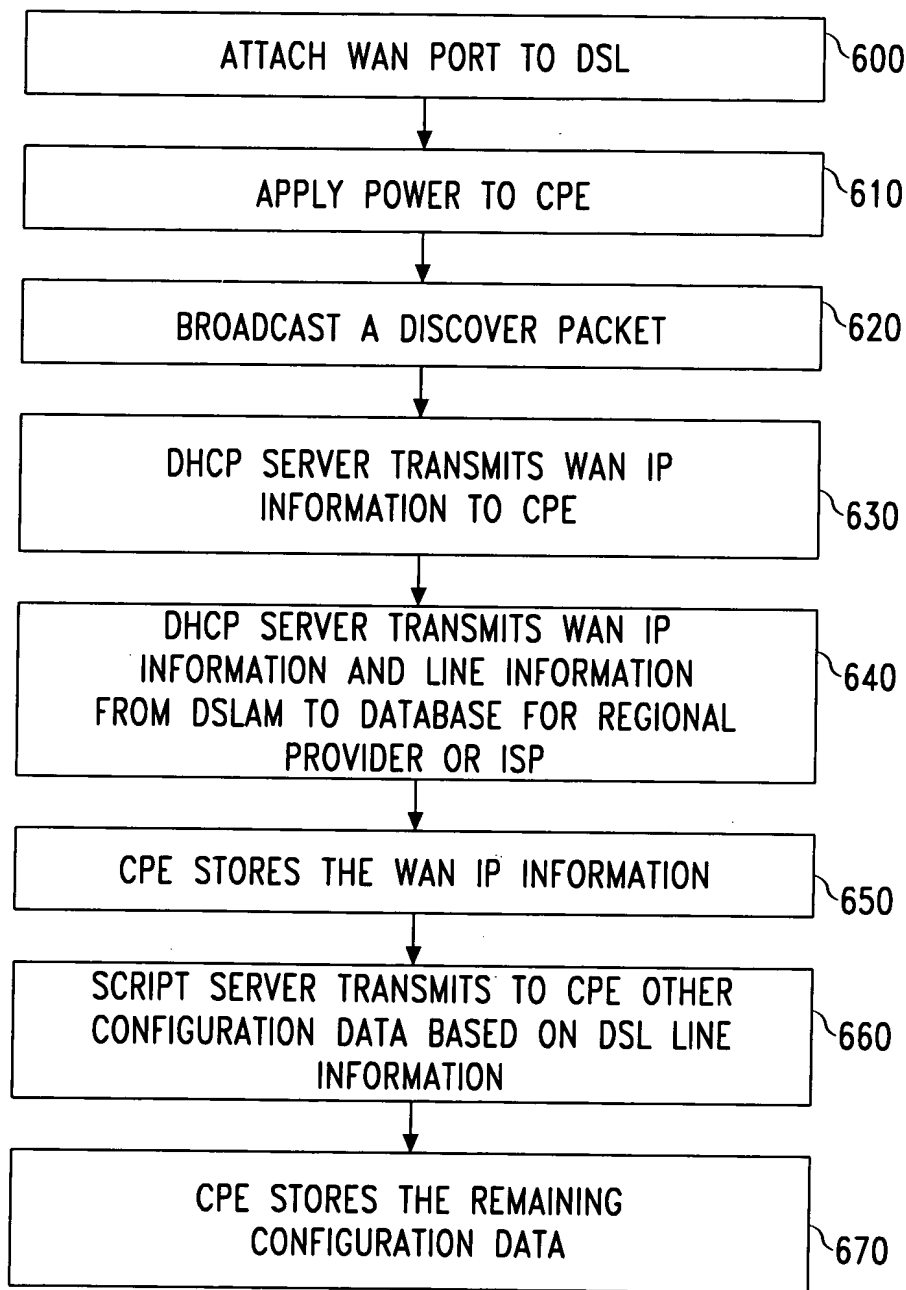 ATTACH WAN PORT TO DSL
600
APPLY POWER TO CPE
610
BROADCAST A DISCOVER PACKET
620
DHCP SERVER TRANSMITS WAN IP
INFORMATION TO CPE
630
DHCP SERVER TRANSMITS WAN IP
INFORMATION AND LINE INFORMATION
FROM DSLAM TO DATABASE FOR REGIONAL
PROVIDER OR ISP
640
CPE STORES THE WAN IP INFORMATION
650
SCRIPT SERVER TRANSMITS TO CPE OTHER
CONFIGURATION DATA BASED ON DSL LINE
INFORMATION
660
CPE STORES THE REMAINING
CONFIGURATION DATA
670